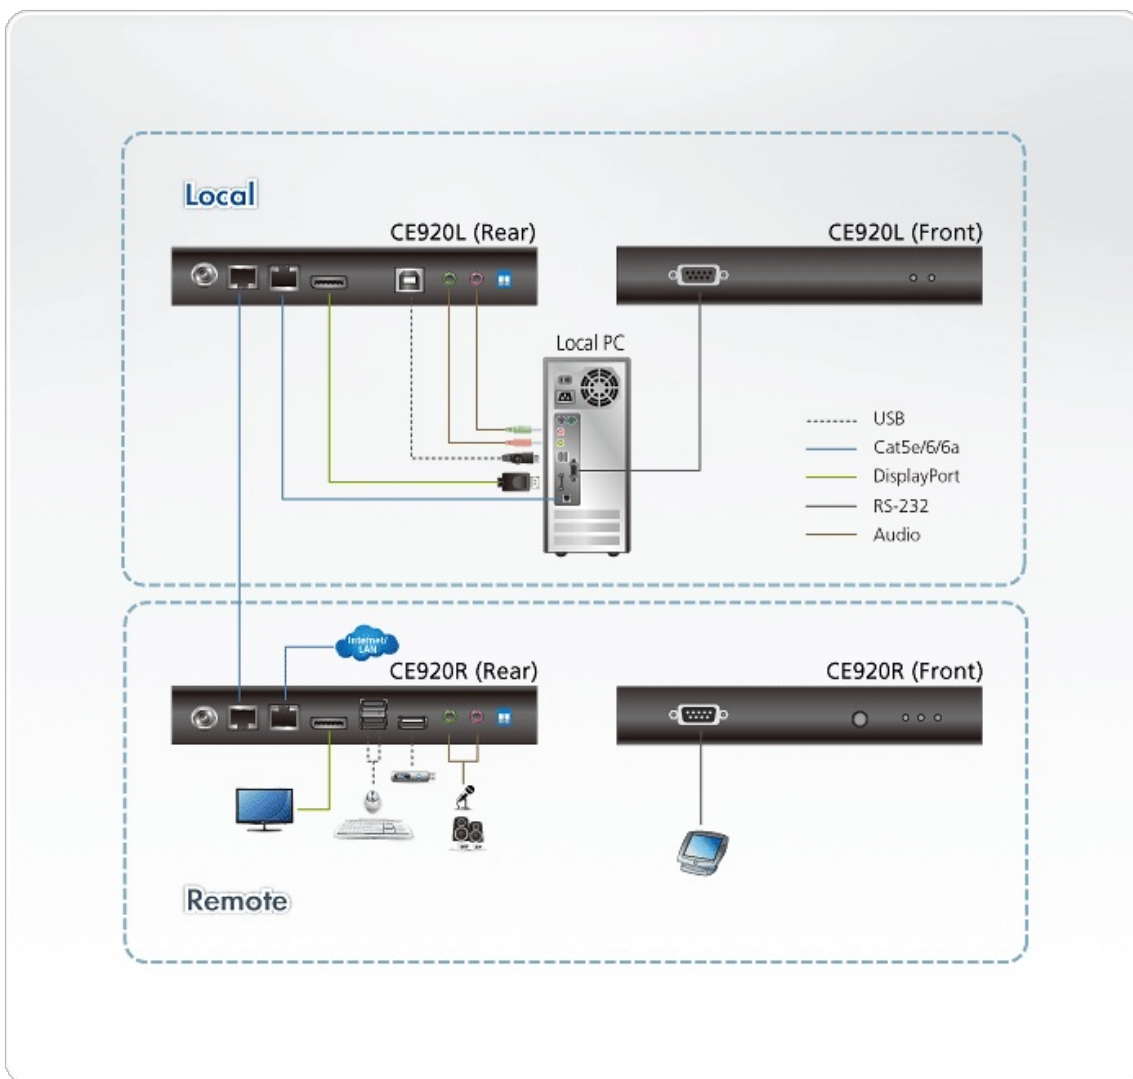 Local
CE920L (Rear)
CE920L (Front)
Local PC
USB
Cat5e/6/6a
DisplayPort
RS-232
Audio
Internet/
LAN
CE920R (Rear)
CE920R (Front)
Remote